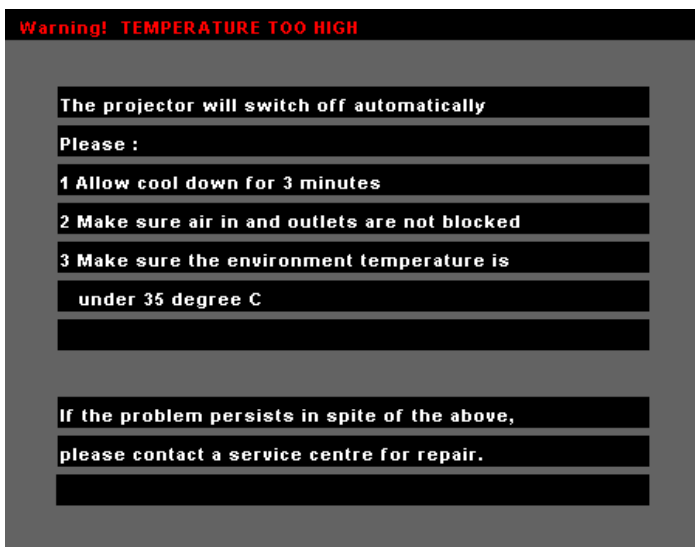 Warning! TEMPERATURE TOO HIGH
The projector will switch off automatically
Please :
1 Allow cool down for 3 minutes
2 Make sure air in and outlets are not blocked
3 Make sure the environment temperature is
under 35 degree C
If the problem persists in spite of the above,
please contact a service centre for repair.